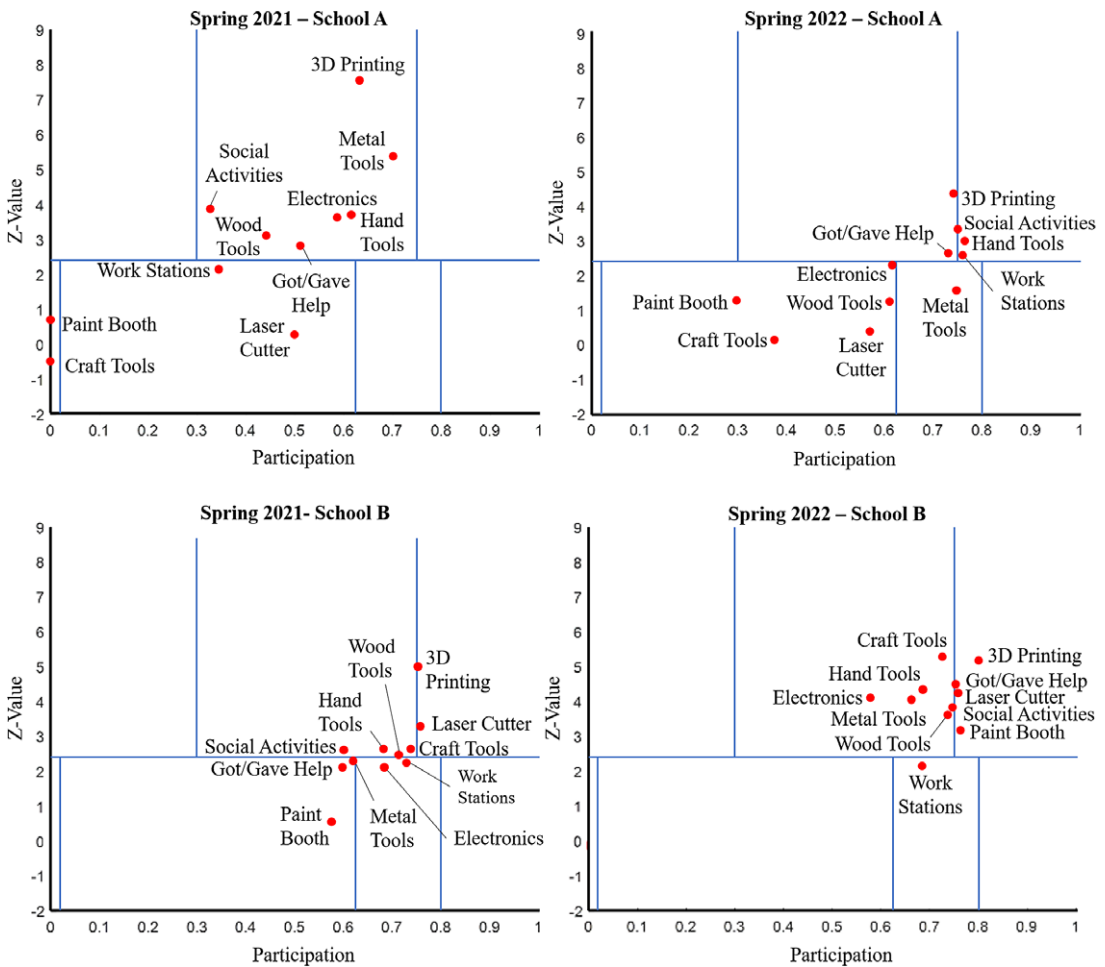 Spring 2021 – School A
9
8
7
6
5
4
3
2
1
0
-1
-2
Z-Value
3D Printing
Metal
Tools
Social
Activities
Electronics
Wood
Tools
Hand
Tools
Work Stations
Got/Gave
Help
Paint Booth
Laser
Cutter
Craft Tools
0 0.1 0.2 0.3 0.4 0.5 0.6 0.7 0.8 0.9 1
Participation
Spring 2022 – School A
9
8
7
6
5
4
3
2
1
0
-1
-2
Z-Value
3D Printing
Social Activities
Got/Gave Help
Hand Tools
Electronics
Work
Stations
Paint Booth
Wood Tools
Metal
Tools
Craft Tools
Laser
Cutter
0 0.1 0.2 0.3 0.4 0.5 0.6 0.7 0.8 0.9 1
Participation
Spring 2021- School B
9
8
7
6
5
4
3
2
1
0
-1
-2
Z-Value
Wood
Tools
3D
Printing
Hand
Tools
Laser Cutter
Social Activities
Craft Tools
Got/Gave Help
Work
Stations
Paint
Booth
Metal
Tools
Electronics
0 0.1 0.2 0.3 0.4 0.5 0.6 0.7 0.8 0.9 1
Participation
Spring 2022 – School B
9
8
7
6
5
4
3
2
1
0
-1
-2
Z-Value
Craft Tools
3D Printing
Hand Tools
Got/Gave Help
Electronics
Laser Cutter
Metal Tools
Social Activities
Wood Tools
Paint Booth
Work
Stations
0 0.1 0.2 0.3 0.4 0.5 0.6 0.7 0.8 0.9 1
Participation